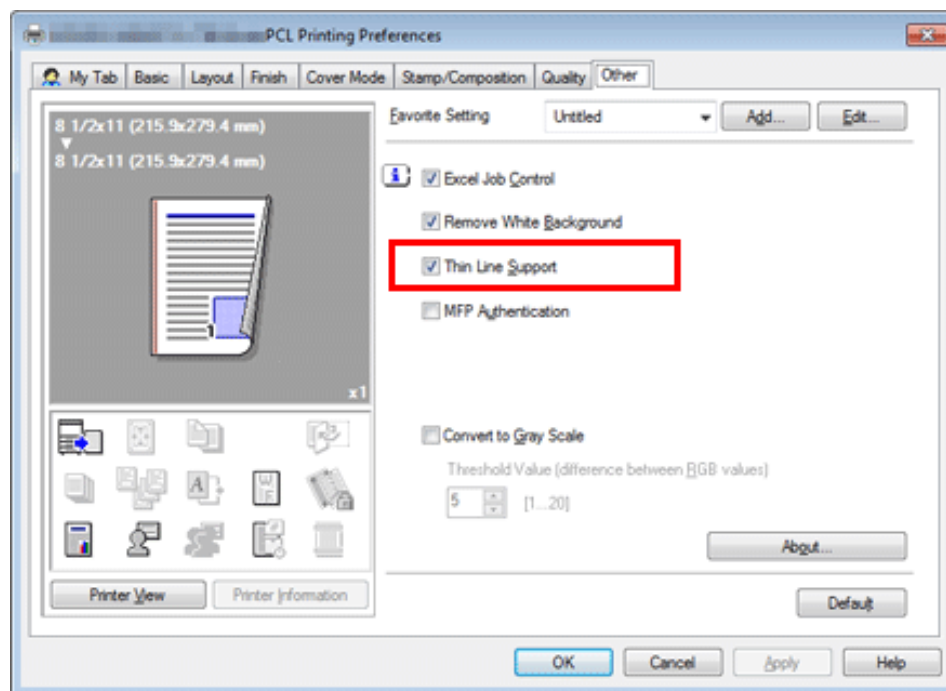 PCL Printing Preferences
My Tab Basic Layout Finish Cover Mode Stamp/Composition Quality Other
8 1/2x11 (215.9x279.4 mm)
8 1/2x11 (215.9x279.4 mm)
1
x1
Favorite Setting Untitled Add... Edit...
Excel Job Control
Remove White Background
Thin Line Support
MFP Authentication
Convert to Gray Scale
Threshold Value (difference between RGB values)
5 [1...20]
A
W
F
About...
Printer View Printer Information
Default
OK Cancel Apply Help